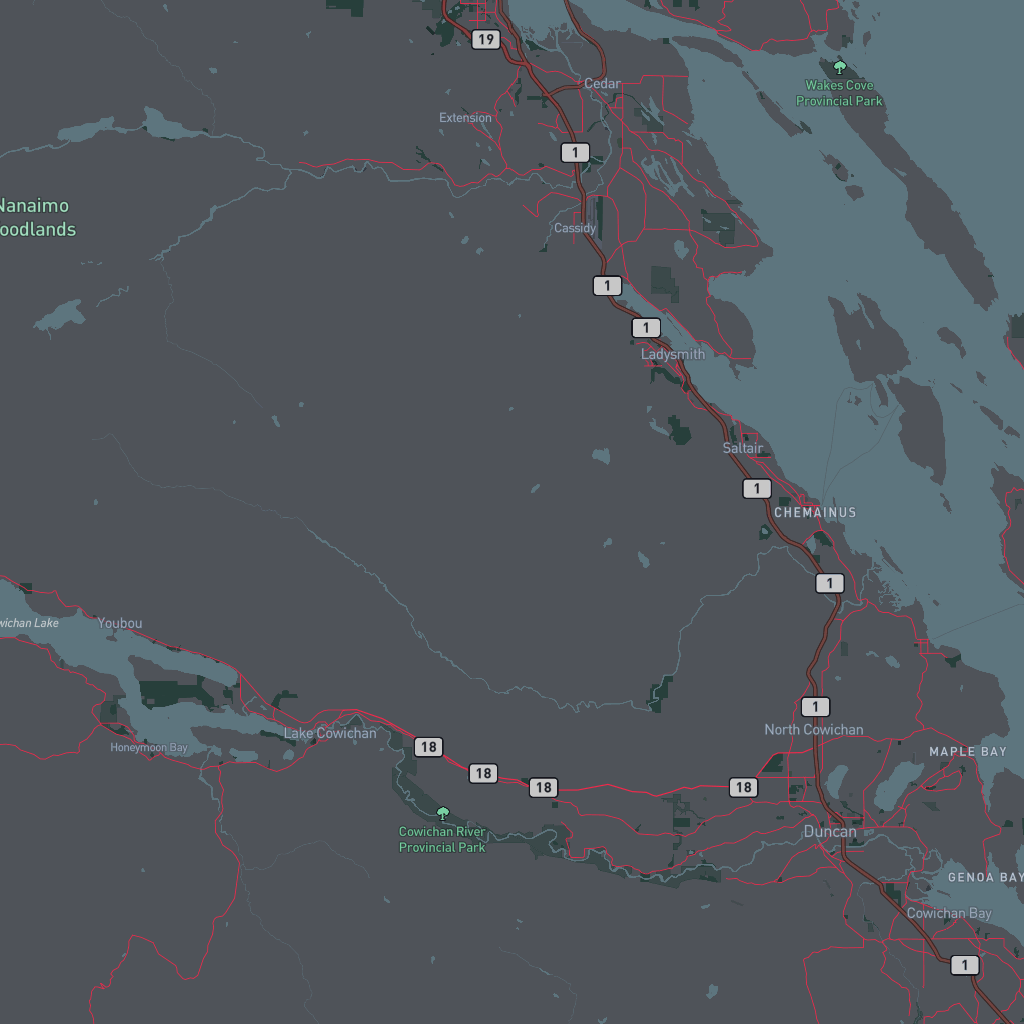 19
Cedar
Wakes Cove
Provincial Park
Extension
1
Nanaimo
oodlands
Cassidy
1
1
Ladysmith
Saltair
1
CHEMAINUS
1
wichan Lake
Youbou
1
Lake Cowichan
North Cowichan
Honeymoon Bay
18
MAPLE BAY
18
18
18
Cowichan River
Provincial Park
Duncan
GENOA BAY
Cowichan Bay
1